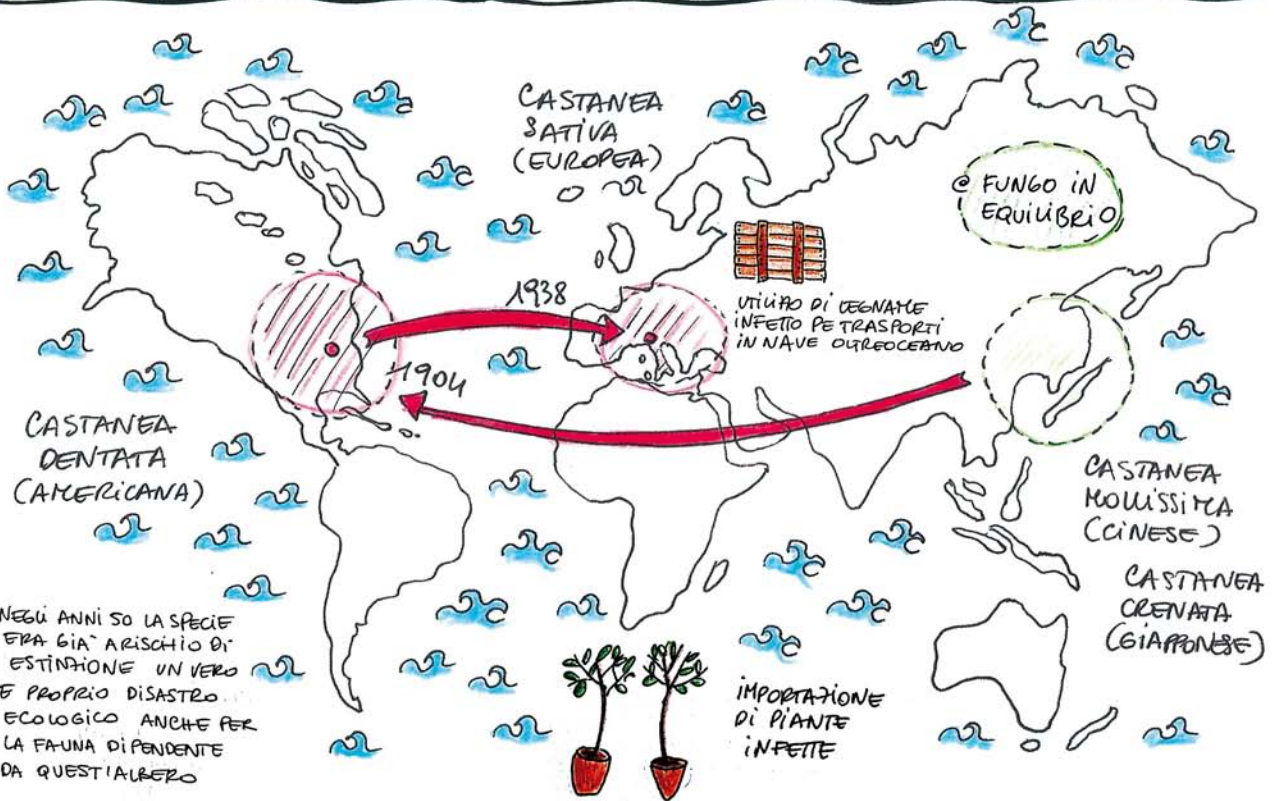 CASTANEA
SATIVA
(EUROPEA)
@ FUNGO IN
EQUILIBRIO
1938
UTILIZZO DI LEGNAME
INFETTO PE TRASPORTI
IN NAVE OLTREOCEANO
1904
CASTANEA
DENTATA
(AMERICANA)
CASTANEA
MOLLISSIMA
(CINESE)
CASTANEA
CRENATA
(GIAPPONESE)
NEGLI ANNI 50 LA SPECIE
ERA GIA` A RISCHIO DI
ESTINZIONE UN VERO
E PROPRIO DISASTRO
ECOLOGICO ANCHE PER
LA FAUNA DIPENDENTE
DA QUEST'ALBERO
IMPORTAZIONE
DI PIANTE
INFETTE